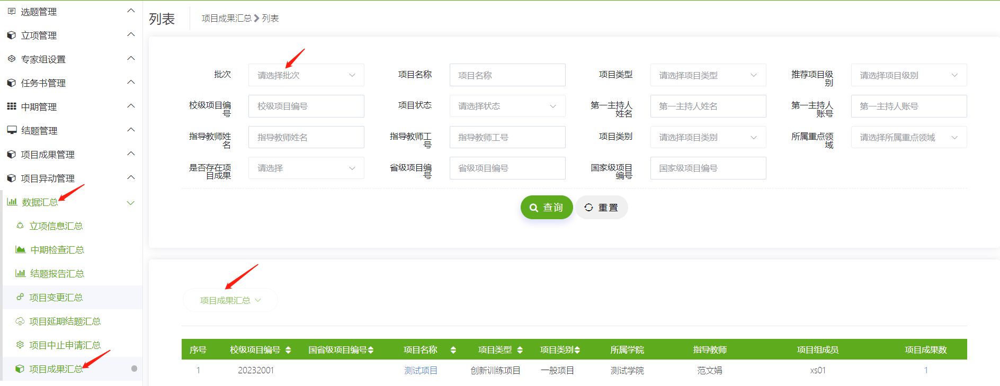 选题管理
立项管理
专家组设置
任务书管理
中期管理
结题管理
项目成果管理
项目异动管理
数据汇总
立项信息汇总
中期检查汇总
结题报告汇总
项目变更汇总
项目延期结题汇总
项目中止申请汇总
项目成果汇总
列表 项目成果汇总 列表
批次 请选择批次 项目名称 项目名称 项目类型 请选择项目类型 推荐项目级别 请选择项目级别
校级项目编号 校级项目编号 项目状态 请选择状态 第一主持人姓名 第一主持人姓名 第一主持人账号 第一主持人账号
指导教师姓名 指导教师姓名 指导教师工号 指导教师工号 项目类别 请选择项目类别 所属重点领域 请选择所属重点领域
是否存在项目成果 请选择 省级项目编号 省级项目编号 国家级项目编号 国家级项目编号
查询 重置
项目成果汇总
序号 校级项目编号 国省级项目编号 项目名称 项目类型 项目类别 所属学院 指导教师 项目组成员 项目成果数
1 20232001 测试项目 创新训练项目 一般项目 测试学院 范文娟 xs01 1